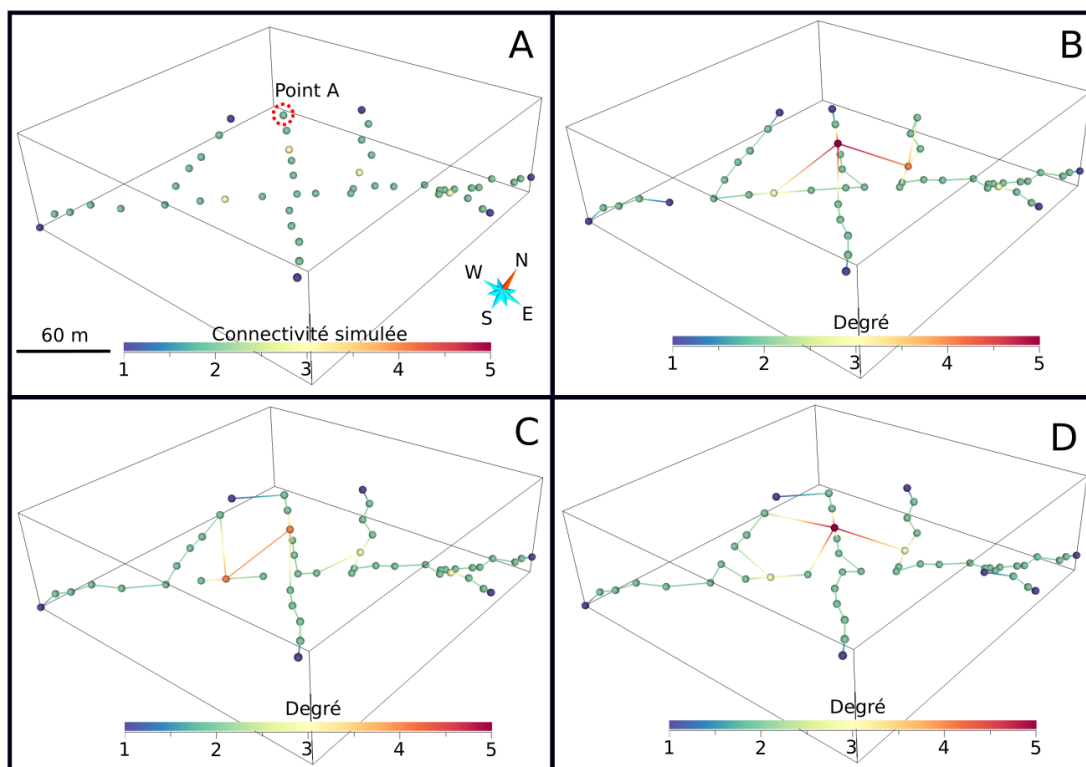 A
Point A
N
W
E
S
60 m
Connectivité simulée
1 2 3 4 5
B
Degré
1 2 3 4 5
C
Degré
1 2 3 4 5
D
Degré
1 2 3 4 5